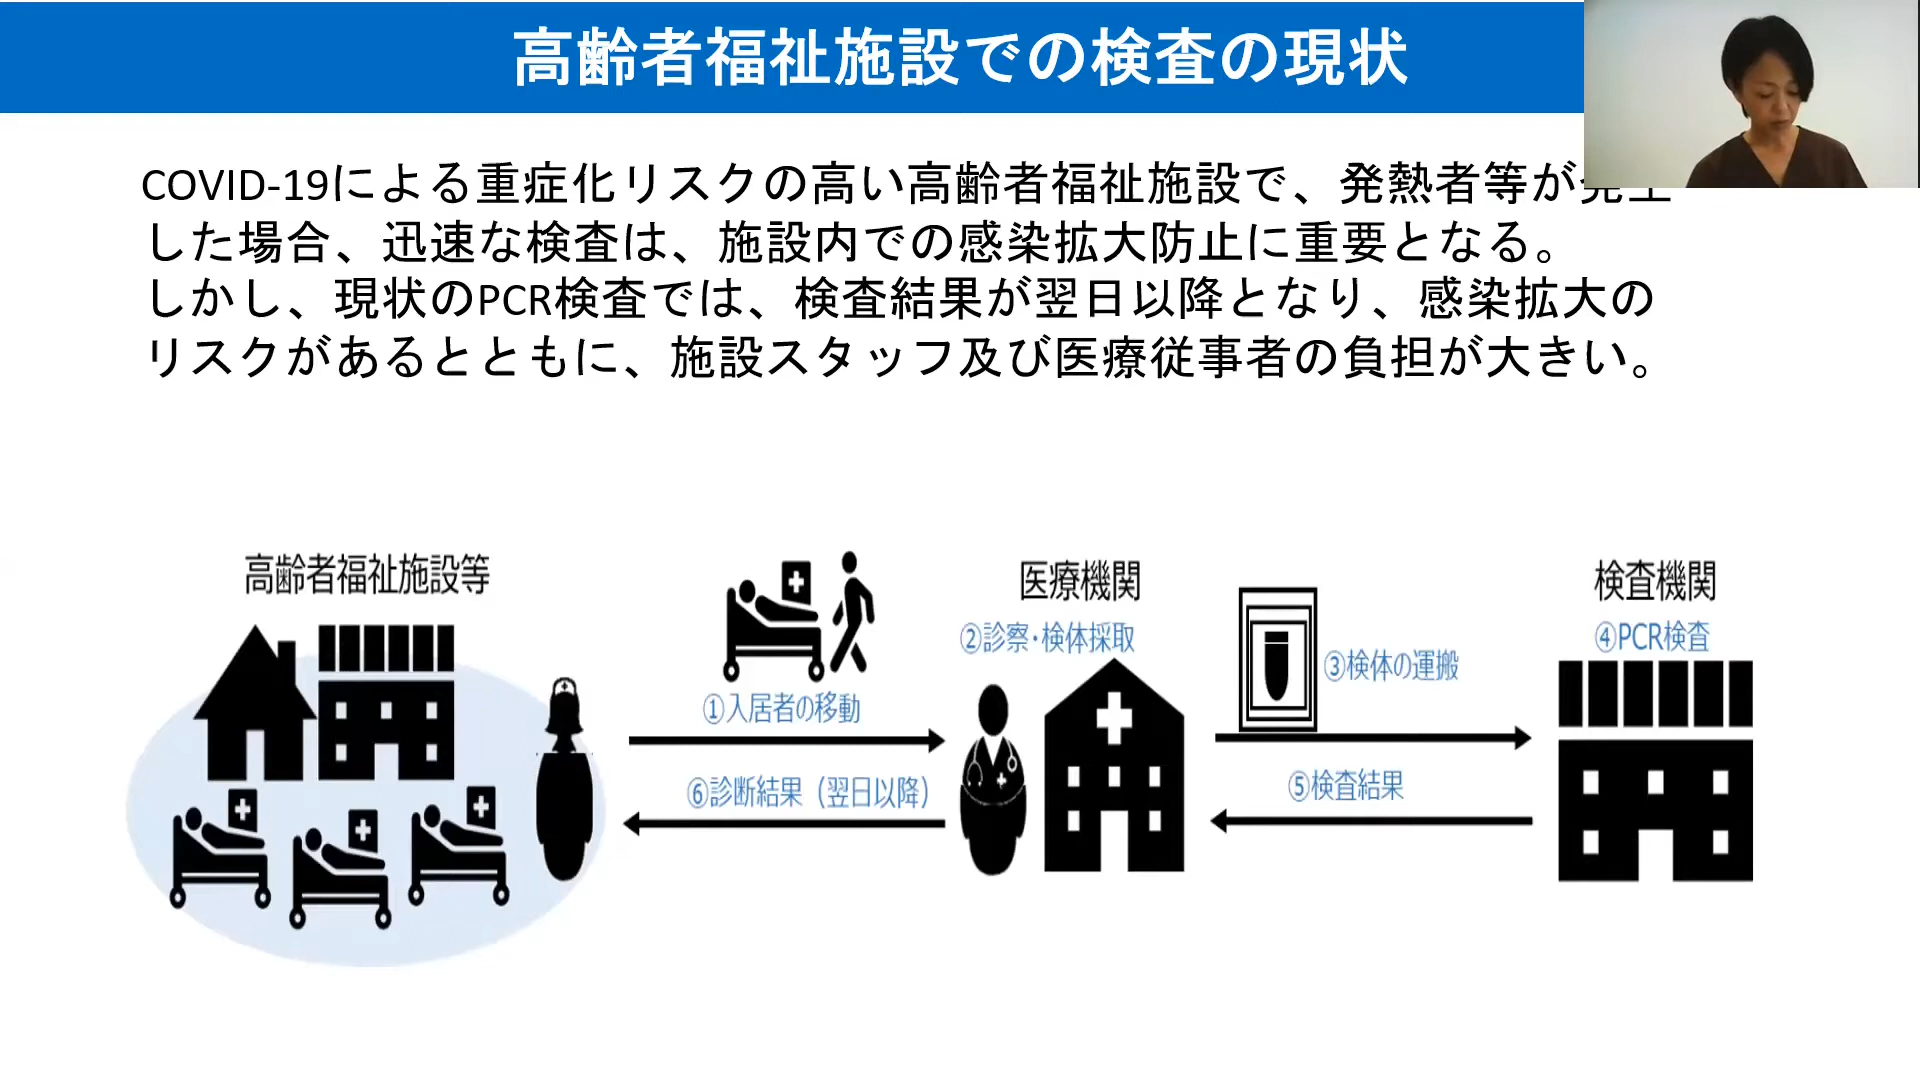 高齢者福祉施設での検査の現状
COVID-19による重症化リスクの高い高齢者福祉施設で、発熱者等が
した場合、迅速な検査は、施設内での感染拡大防止に重要となる。
しかし、現状のPCR検査では、検査結果が翌日以降となり、感染拡大の
リスクがあるとともに、施設スタッフ及び医療従事者の負担が大きい。
高齢者福祉施設等
①入居者の移動
⑥診断結果（翌日以降）
医療機関
②診察・検体採取
③検体の運搬
⑤検査結果
検査機関
④PCR検査